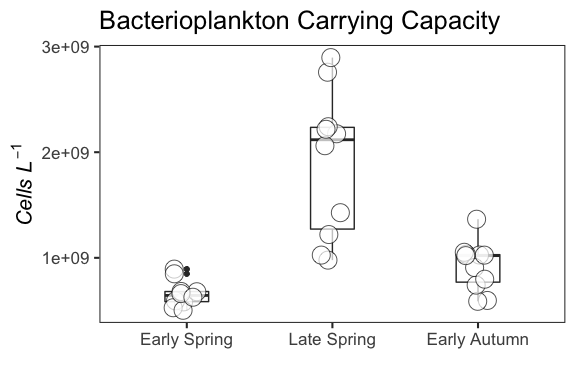 Bacterioplankton Carrying Capacity
3e+09
2e+09
1e+09
Cells L⁻¹
Early Spring
Late Spring
Early Autumn